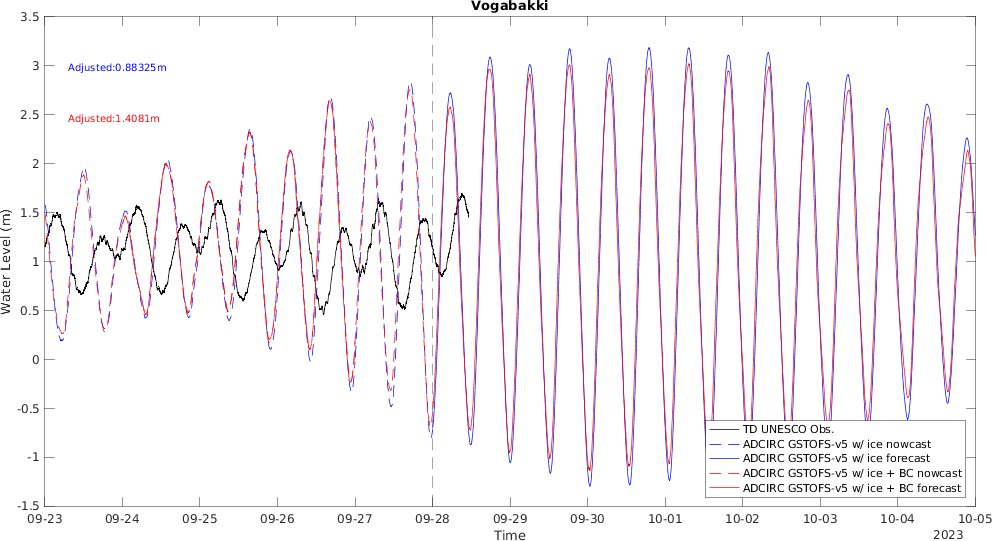 Vogabakki
3.5
3
2.5
2
1.5
1
0.5
0
-0.5
-1
-1.5
Water Level (m)
Adjusted:0.88325m
Adjusted:1.4081m
TD UNESCO Obs.
ADCIRC GSTOFS-v5 w/ ice nowcast
ADCIRC GSTOFS-v5 w/ ice forecast
ADCIRC GSTOFS-v5 w/ ice + BC nowcast
ADCIRC GSTOFS-v5 w/ ice + BC forecast
09-23 09-24 09-25 09-26 09-27 09-28 09-29 09-30 10-01 10-02 10-03 10-04 10-05
Time
2023